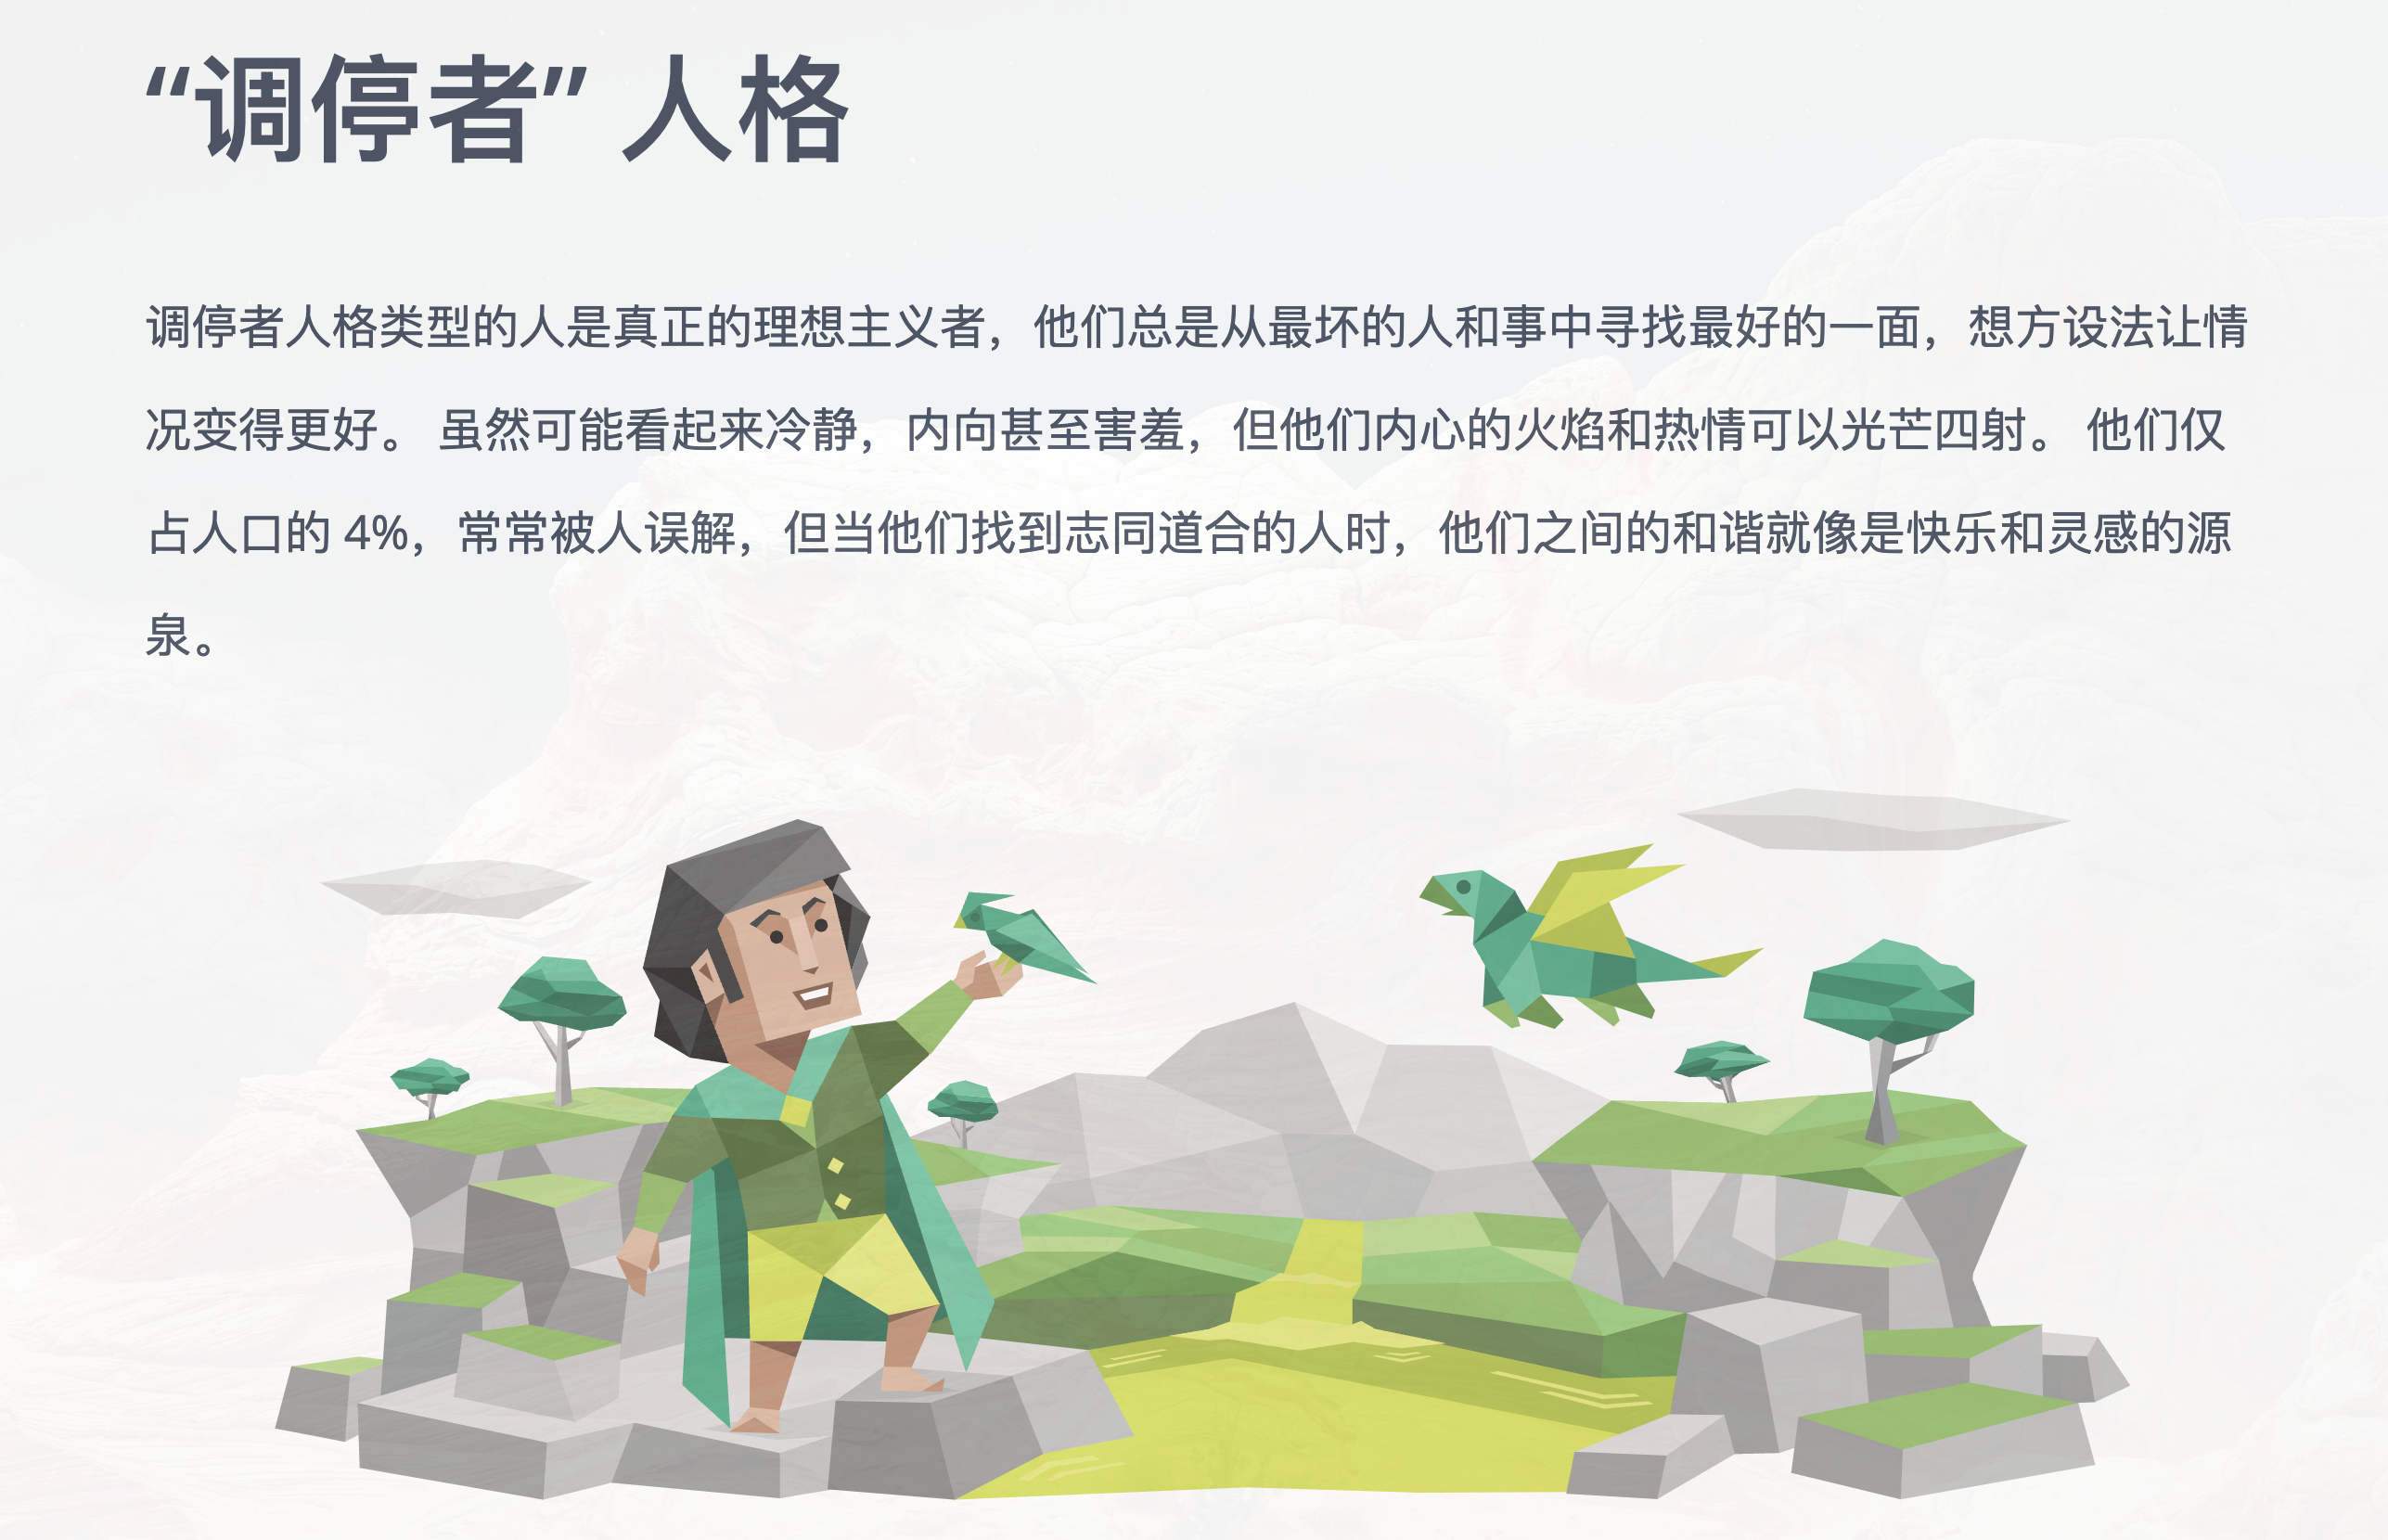 “调停者” 人格
调停者人格类型的人是真正的理想主义者，他们总是从最坏的人和事中寻找最好的一面，想方设法让情
况变得更好。 虽然可能看起来冷静，内向甚至害羞，但他们内心的火焰和热情可以光芒四射。 他们仅
占人口的 4%，常常被人误解，但当他们找到志同道合的人时，他们之间的和谐就像是快乐和灵感的源
泉。